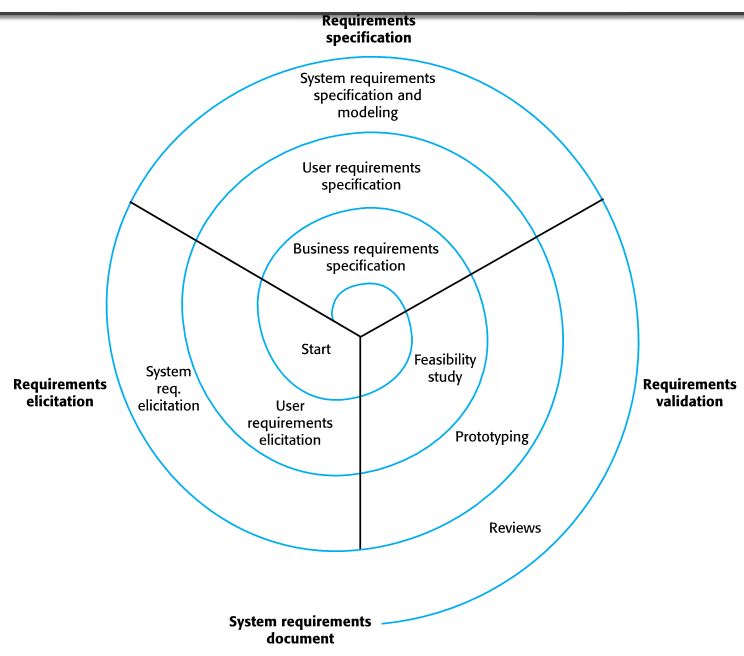 Requirements
specification
System requirements
specification and
modeling
User requirements
specification
Business requirements
specification
Start
Feasibility
study
Requirements
elicitation
System
req.
elicitation
Requirements
validation
User
requirements
elicitation
Prototyping
Reviews
System requirements
document